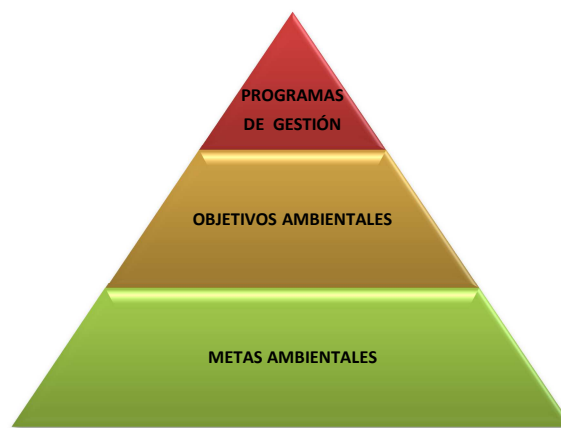 PROGRAMAS
DE GESTIÓN
OBJETIVOS AMBIENTALES
METAS AMBIENTALES